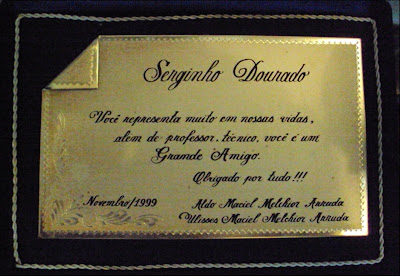 Serginho Dourado
Você representa muito em nossas vidas,
além de professor, técnico, você é um
Grande Amigo.
Obrigado por tudo!!!
Novembro/1999 Aldo Maciel Melchior Arruda
Ulisses Maciel Melchior Arruda